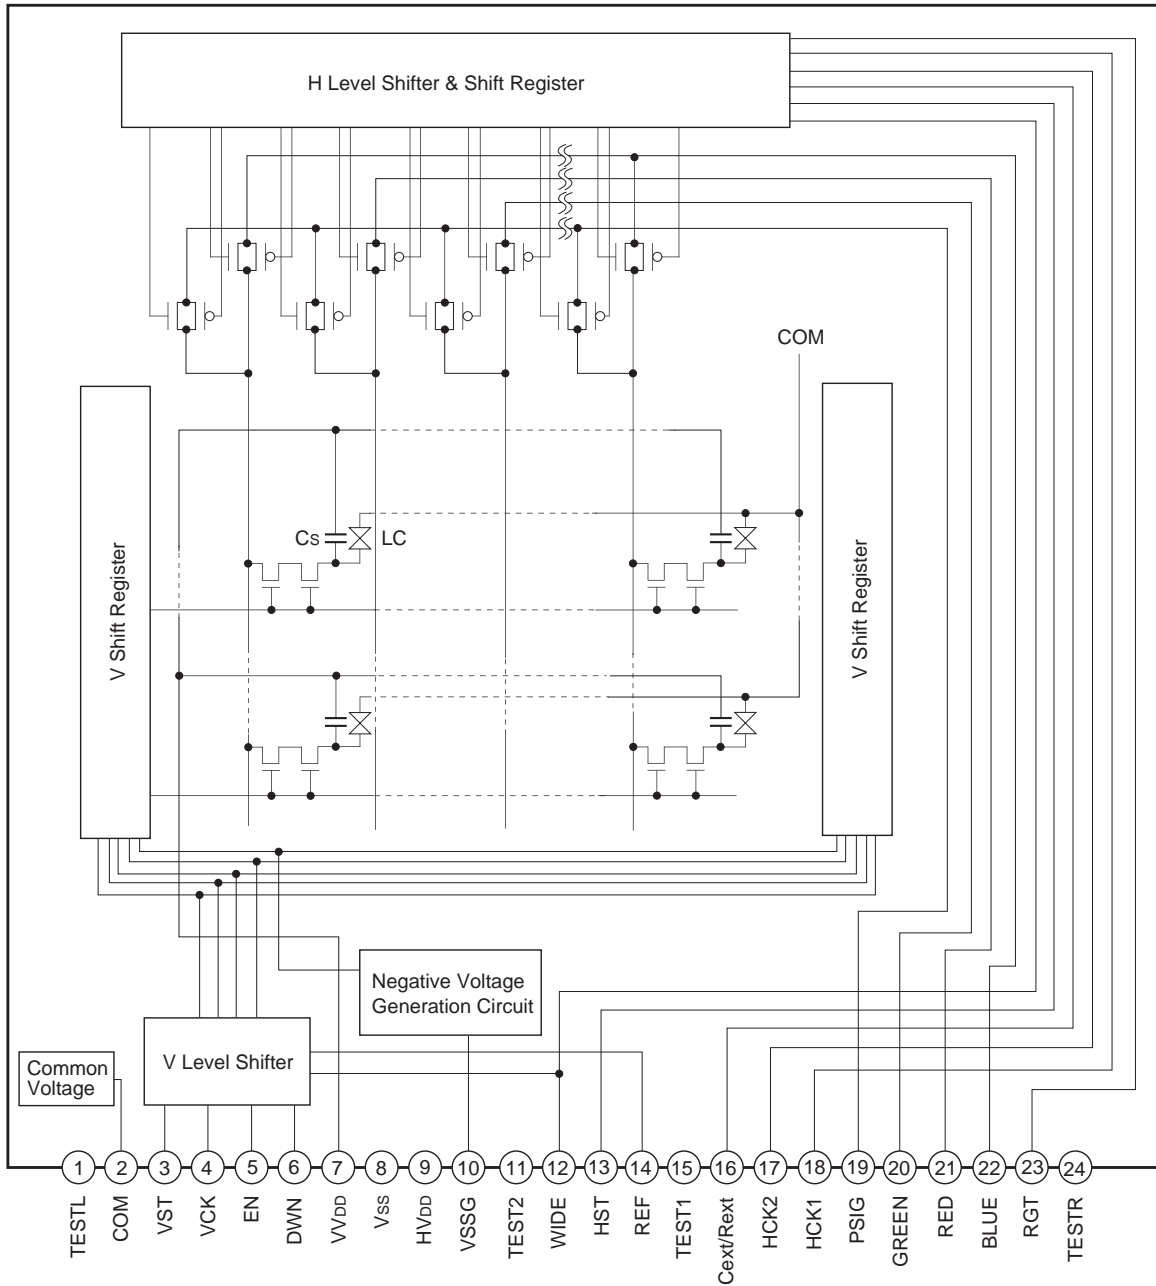 H Level Shifter & Shift Register
COM
Cs
LC
V Shift Register
V Shift Register
Negative Voltage
Generation Circuit
V Level Shifter
Common
Voltage
1
2
3
4
5
6
7
8
9
10
11
12
13
14
15
16
17
18
19
20
21
22
23
24
TESTL
COM
VST
VCK
EN
DWN
VVDD
VSS
HVDD
VSSG
TEST2
WIDE
HST
REF
TEST1
Cext/Rext
HCK2
HCK1
PSIG
GREEN
RED
BLUE
RGT
TESTR